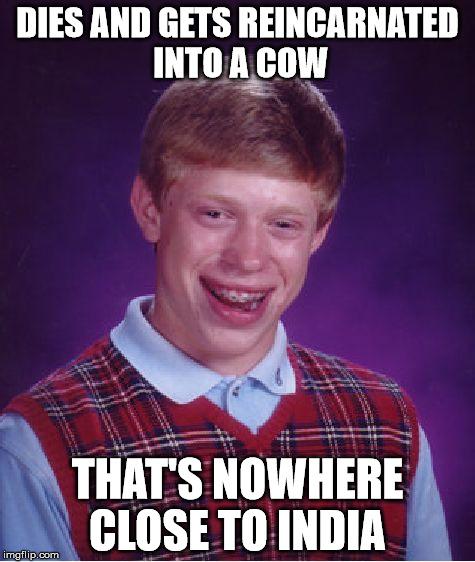 DIES AND GETS REINCARNATED
INTO A COW
THAT'S NOWHERE
CLOSE TO INDIA
imgflip.com